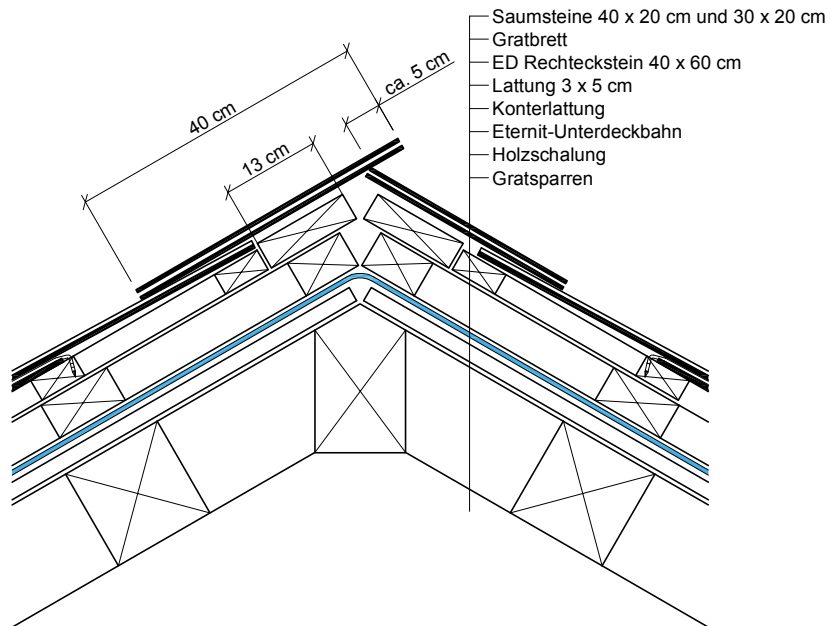 Saumsteine 40 x 20 cm und 30 x 20 cm
Gratbrett
ED Rechteckstein 40 x 60 cm
Lattung 3 x 5 cm
Konterlattung
Eternit-Unterdeckbahn
Holzschalung
Gratsparren
ca. 5 cm
40 cm
13 cm